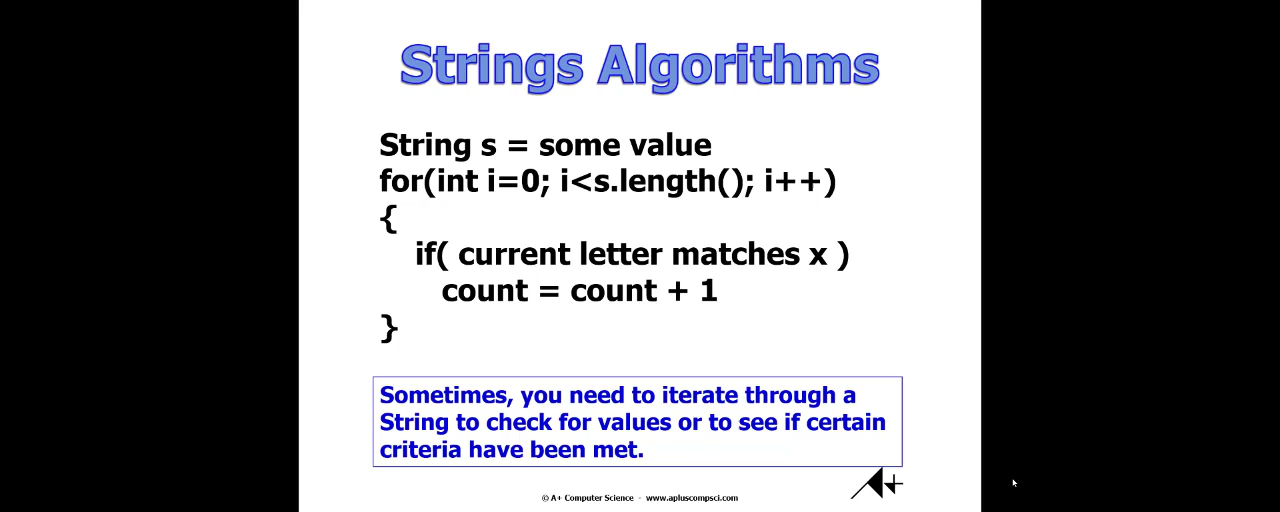 Strings Algorithms
String s = some value
for(int i=0; i<s.length(); i++)
{
if( current letter matches x )
count = count + 1
}
Sometimes, you need to iterate through a
String to check for values or to see if certain
criteria have been met.
© A+ Computer Science - www.apluscompsci.com
A+